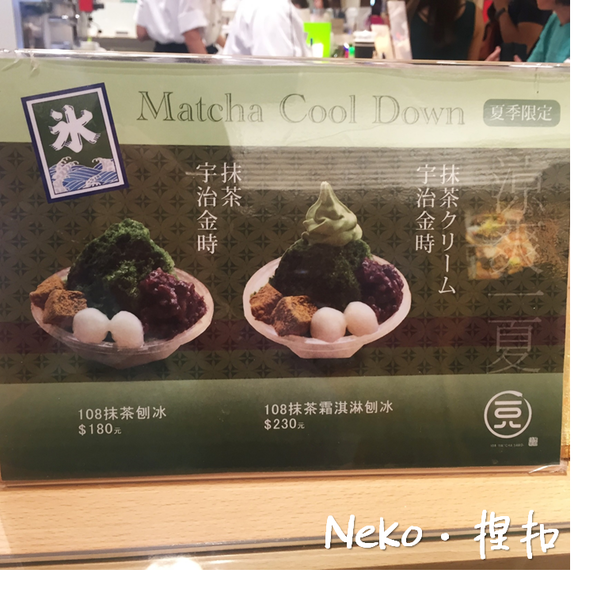 氷
Matcha Cool Down
夏季限定
抹茶
宇治金時
抹茶クリーム
宇治金時
一夏
108抹茶刨冰
$180元
108抹茶霜淇淋刨冰
$230元
Neko·捏扣